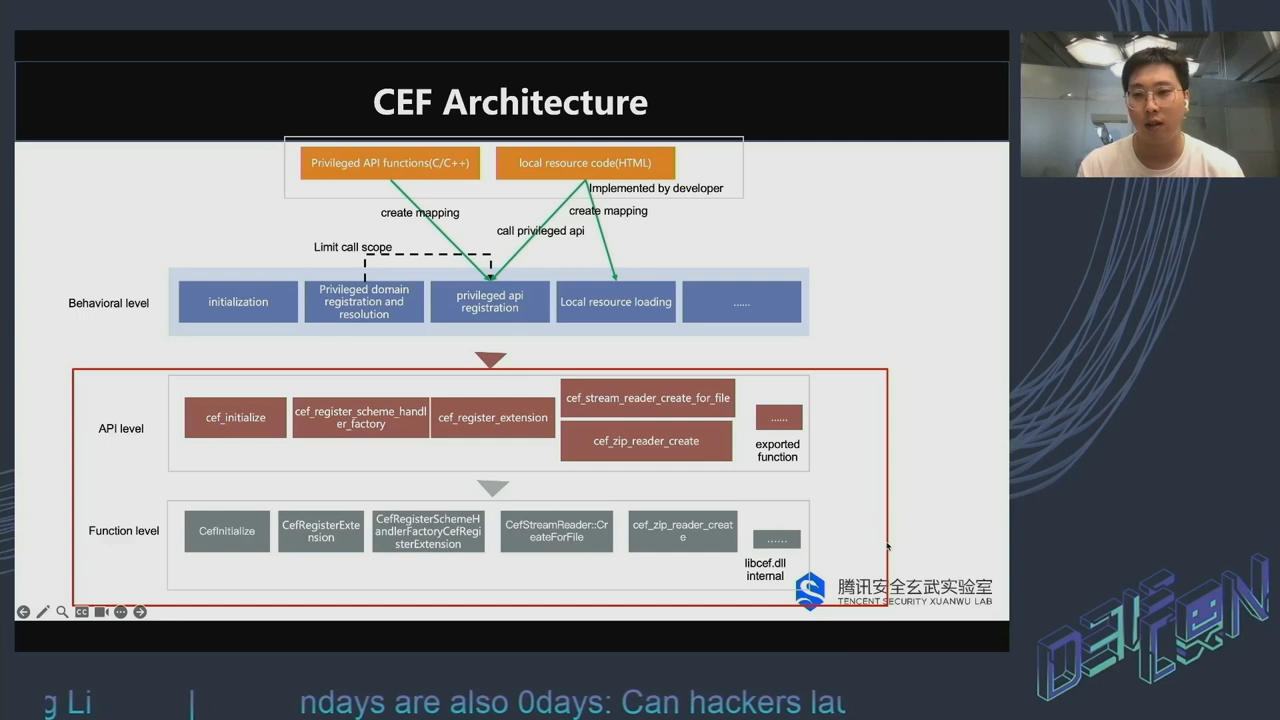 CEF Architecture
Privileged API functions(C/C++)
local resource code(HTML)
Implemented by developer
create mapping
create mapping
call privileged api
Limit call scope
Behavioral level
initialization
Privileged domain
registration and
resolution
privileged api
registration
Local resource loading
......
API level
cef_initialize
cef_register_scheme_handl
er_factory
cef_register_extension
cef_stream_reader_create_for_file
cef_zip_reader_create
......
exported
function
Function level
CefInitialize
CefRegisterExte
nsion
CefRegisterSchemeH
andlerFactoryCefRegi
sterExtension
CefStreamReader::Cr
eateForFile
cef_zip_reader_creat
e
......
libcef.dll
internal
腾讯安全玄武实验室
TENCENT SECURITY XUANWU LAB
CC
DEFCON
g Li | ndays are also 0days: Can hackers lau